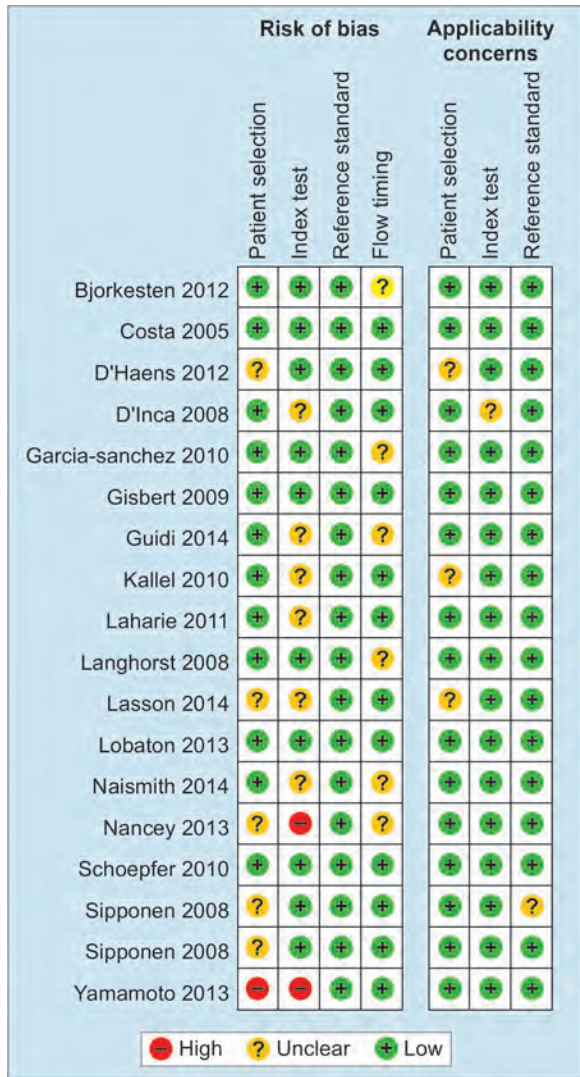 Risk of bias
Applicability
concerns
Patient selection
Index test
Reference standard
Flow timing
Patient selection
Index test
Reference standard
Bjorkesten 2012 + + + ? + + +
Costa 2005 + + + + + + +
D'Haens 2012 ? + + + ? + +
D'Inca 2008 + ? + + + ? +
Garcia-sanchez 2010 + + + ? + + +
Gisbert 2009 + + + + + + +
Guidi 2014 + ? + ? + + +
Kallel 2010 + ? + + ? + +
Laharie 2011 + ? + + + + +
Langhorst 2008 + + + ? + + +
Lasson 2014 ? ? + + ? + +
Lobaton 2013 + + + + + + +
Naismith 2014 + ? + ? + + +
Nancey 2013 ? − + ? + + +
Schoepfer 2010 + + + + + + +
Sipponen 2008 ? + + + + + ?
Sipponen 2008 ? + + + + + +
Yamamoto 2013 − − + + + + +
− High ? Unclear + Low